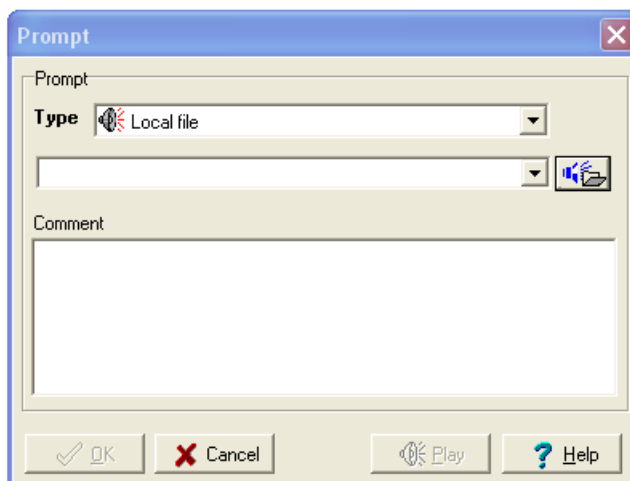 Prompt
Prompt
Type Local file
Comment
OK Cancel Play Help